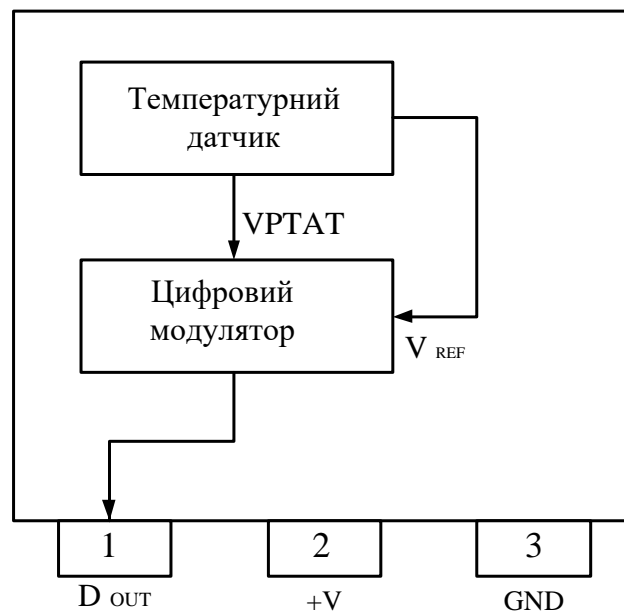 Температурний
датчик
VPTAT
Цифровий
модулятор
V REF
1
2
3
D OUT
+V
GND